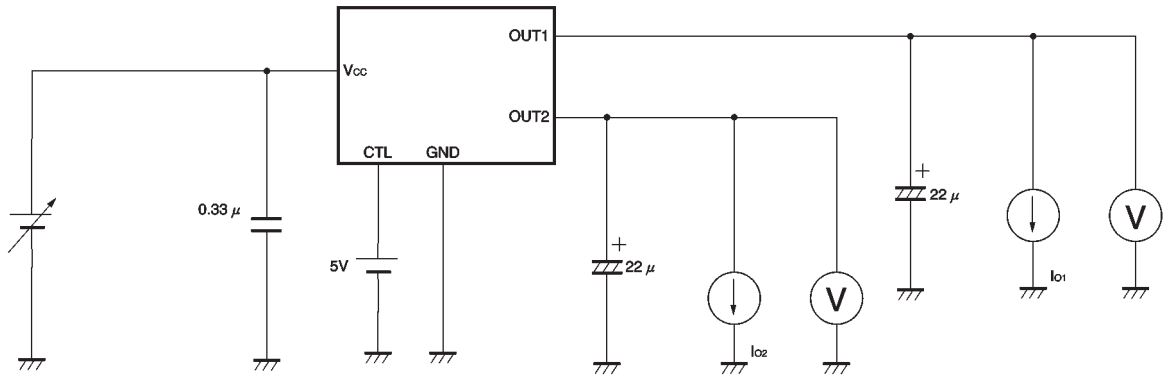 OUT1
Vcc
OUT2
CTL GND
+
22 μ
0.33 μ
V
+
5V
22 μ
Io1
V
Io2